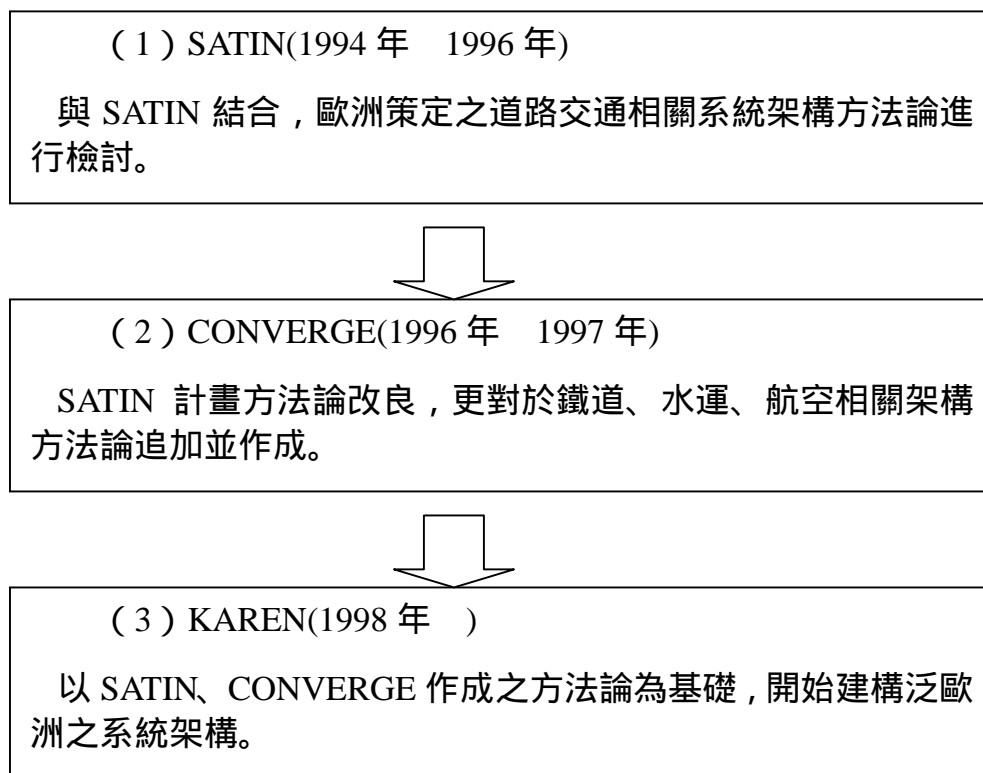 （1）SATIN(1994 年　1996 年)
與 SATIN 結合，歐洲策定之道路交通相關系統架構方法論進
行檢討。
（2）CONVERGE(1996 年　1997 年)
SATIN 計畫方法論改良，更對於鐵道、水運、航空相關架構
方法論追加並作成。
（3）KAREN(1998 年　)
以 SATIN、CONVERGE 作成之方法論為基礎，開始建構泛歐
洲之系統架構。